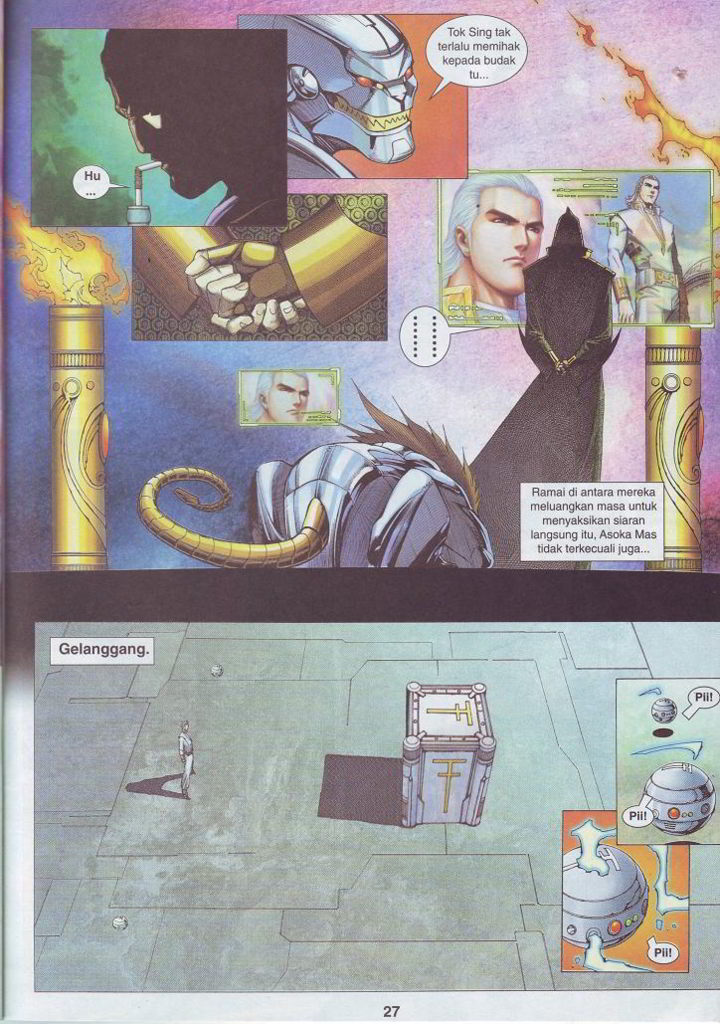 Tok Sing tak
terlalu memihak
kepada budak
tu...
Hu
...
Ramai di antara mereka
meluangkan masa untuk
menyaksikan siaran
langsung itu, Asoka Mas
tidak terkecuali juga...
Gelanggang.
Pii!
Pii!
Pii!
27